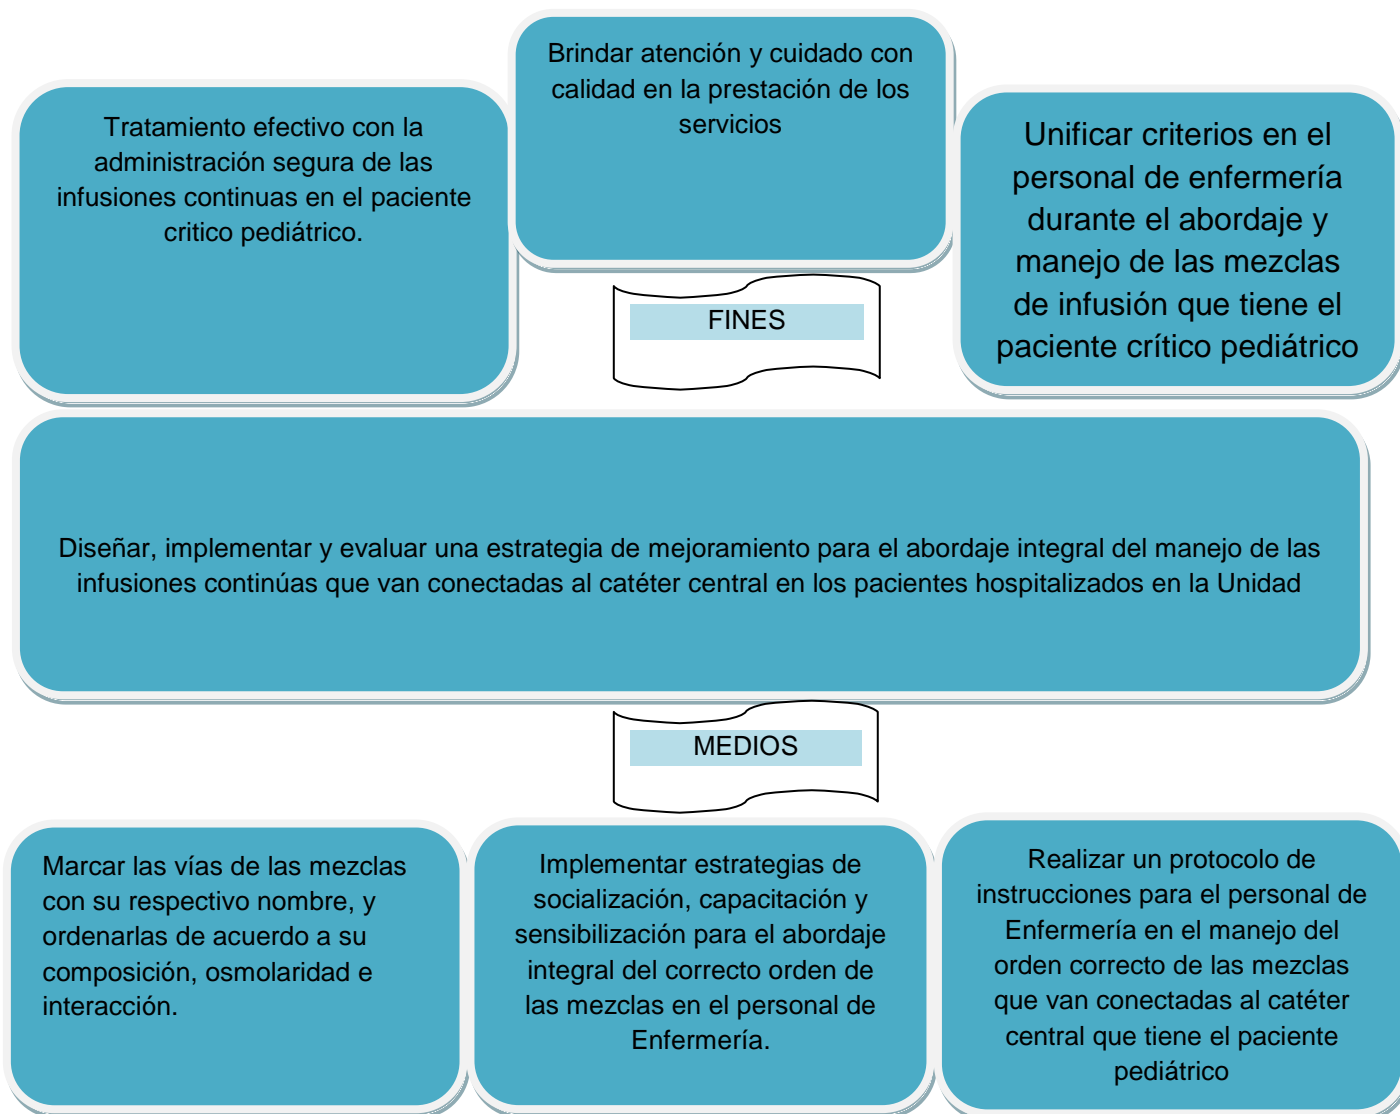 Brindar atención y cuidado con
calidad en la prestación de los
servicios
Tratamiento efectivo con la
administración segura de las
infusiones continuas en el paciente
critico pediátrico.
Unificar criterios en el
personal de enfermería
durante el abordaje y
manejo de las mezclas
de infusión que tiene el
paciente crítico pediátrico
FINES
Diseñar, implementar y evaluar una estrategia de mejoramiento para el abordaje integral del manejo de las
infusiones continúas que van conectadas al catéter central en los pacientes hospitalizados en la Unidad
MEDIOS
Marcar las vías de las mezclas
con su respectivo nombre, y
ordenarlas de acuerdo a su
composición, osmolaridad e
interacción.
Implementar estrategias de
socialización, capacitación y
sensibilización para el abordaje
integral del correcto orden de
las mezclas en el personal de
Enfermería.
Realizar un protocolo de
instrucciones para el personal de
Enfermería en el manejo del
orden correcto de las mezclas
que van conectadas al catéter
central que tiene el paciente
pediátrico